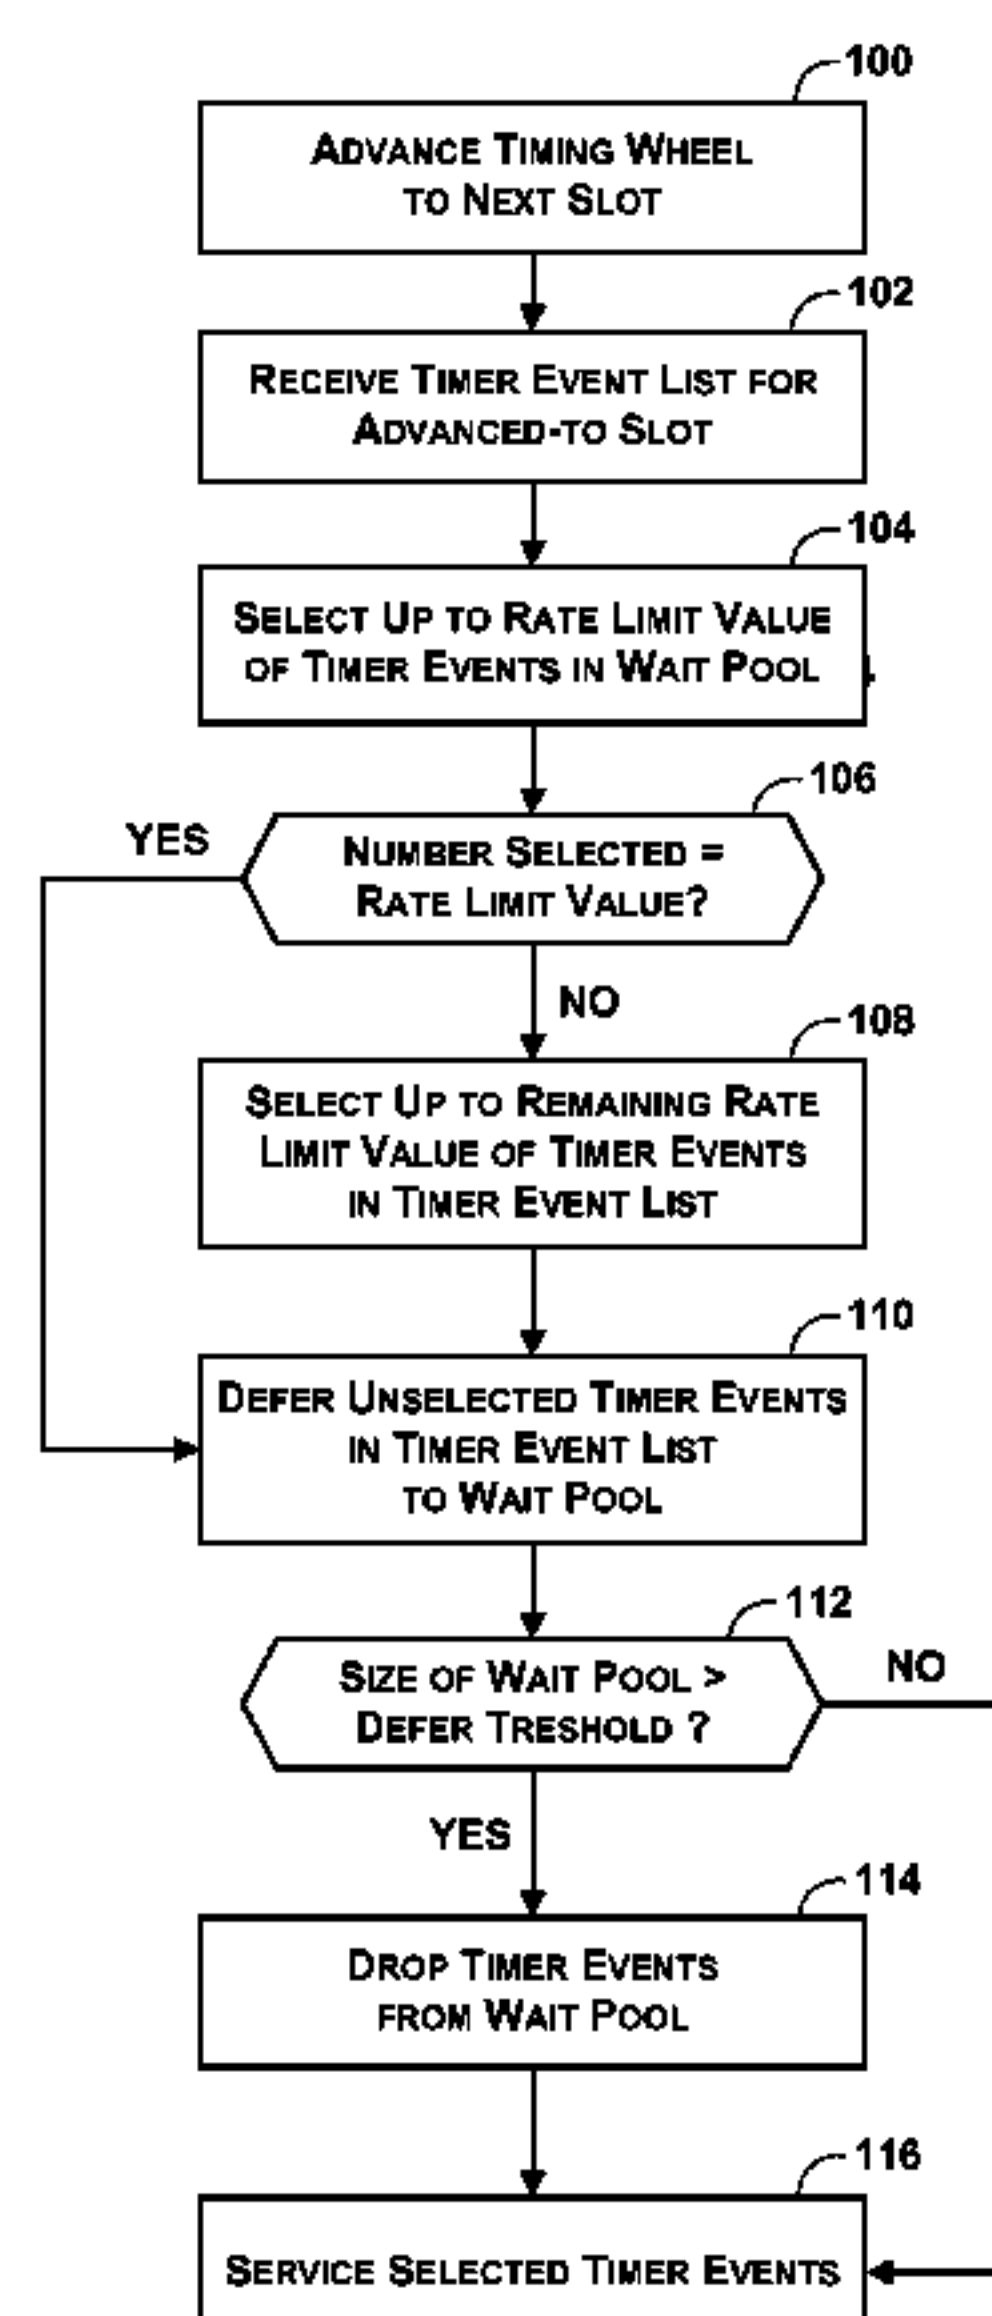 100
ADVANCE TIMING WHEEL
TO NEXT SLOT
102
RECEIVE TIMER EVENT LIST FOR
ADVANCED-TO SLOT
104
SELECT UP TO RATE LIMIT VALUE
OF TIMER EVENTS IN WAIT POOL
106
YES
NUMBER SELECTED =
RATE LIMIT VALUE?
NO
108
SELECT UP TO REMAINING RATE
LIMIT VALUE OF TIMER EVENTS
IN TIMER EVENT LIST
110
DEFER UNSELECTED TIMER EVENTS
IN TIMER EVENT LIST
TO WAIT POOL
112
SIZE OF WAIT POOL >
DEFER TRESHOLD ?
NO
YES
114
DROP TIMER EVENTS
FROM WAIT POOL
116
SERVICE SELECTED TIMER EVENTS